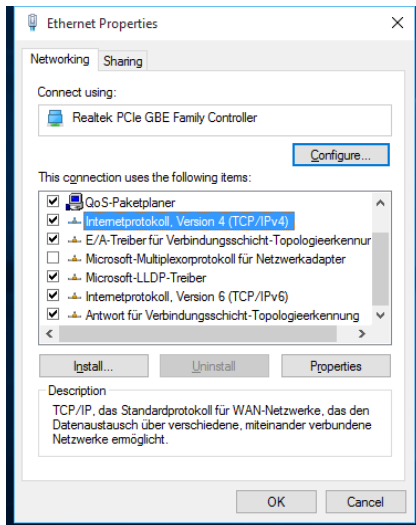 Ethernet Properties
Networking
Sharing
Connect using:
Realtek PCIe GBE Family Controller
Configure...
This connection uses the following items:
QoS-Paketplaner
Internetprotokoll, Version 4 (TCP/IPv4)
E/A-Treiber für Verbindungsschicht-Topologieerkennur
Microsoft-Multiplexorprotokoll für Netzwerkadapter
Microsoft-LLDP-Treiber
Internetprotokoll, Version 6 (TCP/IPv6)
Antwort für Verbindungsschicht-Topologieerkennung
Install...
Uninstall
Properties
Description
TCP/IP, das Standardprotokoll für WAN-Netzwerke, das den
Datenaustausch über verschiedene, miteinander verbundene
Netzwerke ermöglicht.
OK
Cancel